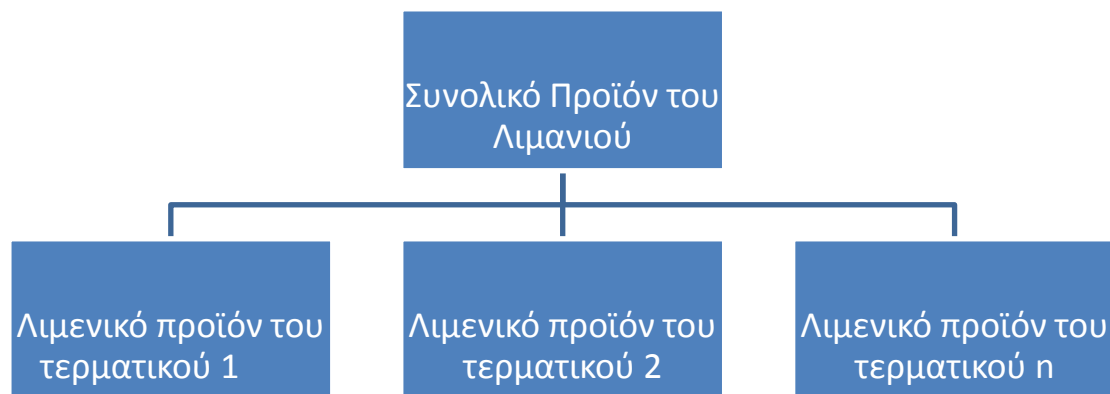 Συνολικό Προϊόν του
Λιμανιού
Λιμενικό προϊόν του
τερματικού 1
Λιμενικό προϊόν του
τερματικού 2
Λιμενικό προϊόν του
τερματικού n